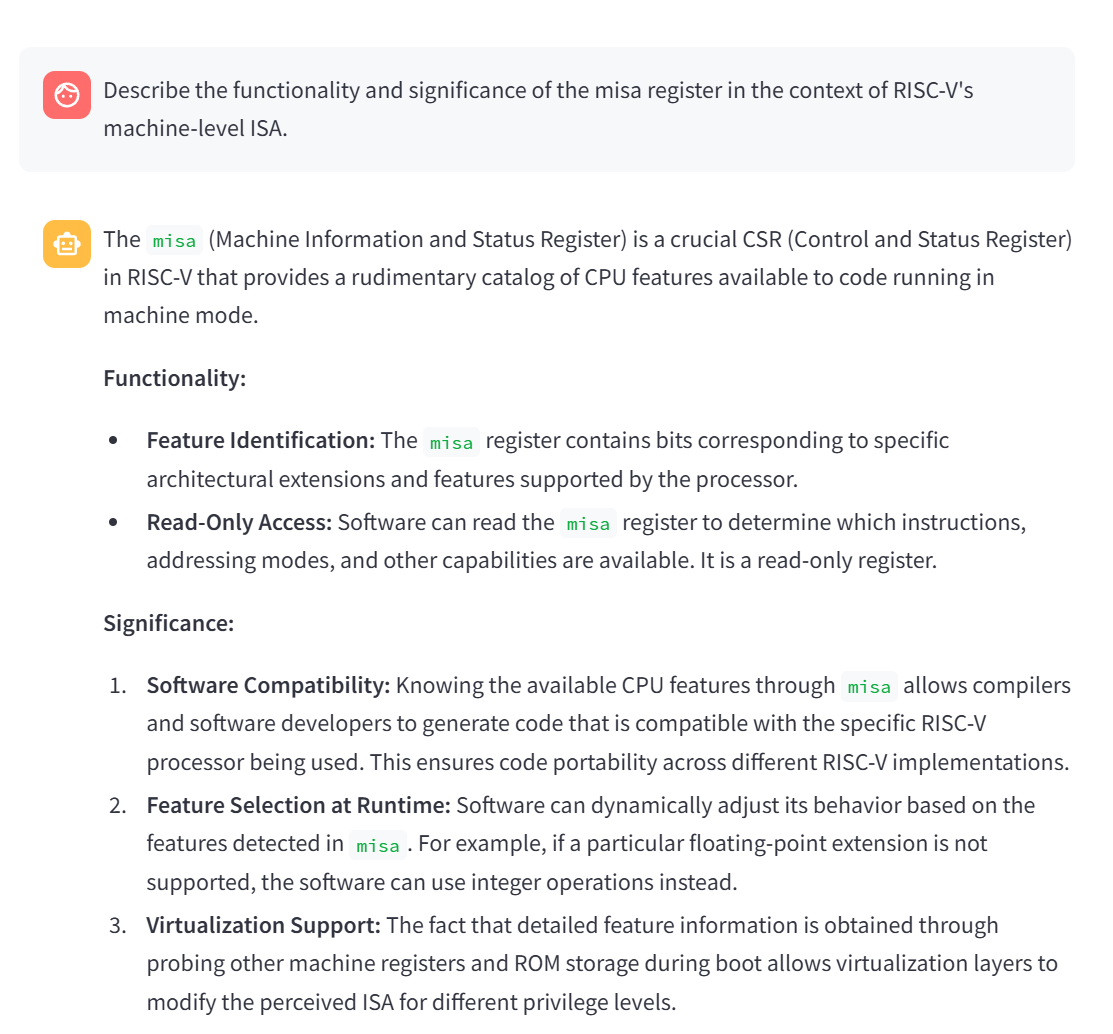 Describe the functionality and significance of the misa register in the context of RISC-V's
machine-level ISA.
The misa (Machine Information and Status Register) is a crucial CSR (Control and Status Register)
in RISC-V that provides a rudimentary catalog of CPU features available to code running in
machine mode.
Functionality:
• Feature Identification: The misa register contains bits corresponding to specific
architectural extensions and features supported by the processor.
• Read-Only Access: Software can read the misa register to determine which instructions,
addressing modes, and other capabilities are available. It is a read-only register.
Significance:
1. Software Compatibility: Knowing the available CPU features through misa allows compilers
and software developers to generate code that is compatible with the specific RISC-V
processor being used. This ensures code portability across different RISC-V implementations.
2. Feature Selection at Runtime: Software can dynamically adjust its behavior based on the
features detected in misa . For example, if a particular floating-point extension is not
supported, the software can use integer operations instead.
3. Virtualization Support: The fact that detailed feature information is obtained through
probing other machine registers and ROM storage during boot allows virtualization layers to
modify the perceived ISA for different privilege levels.